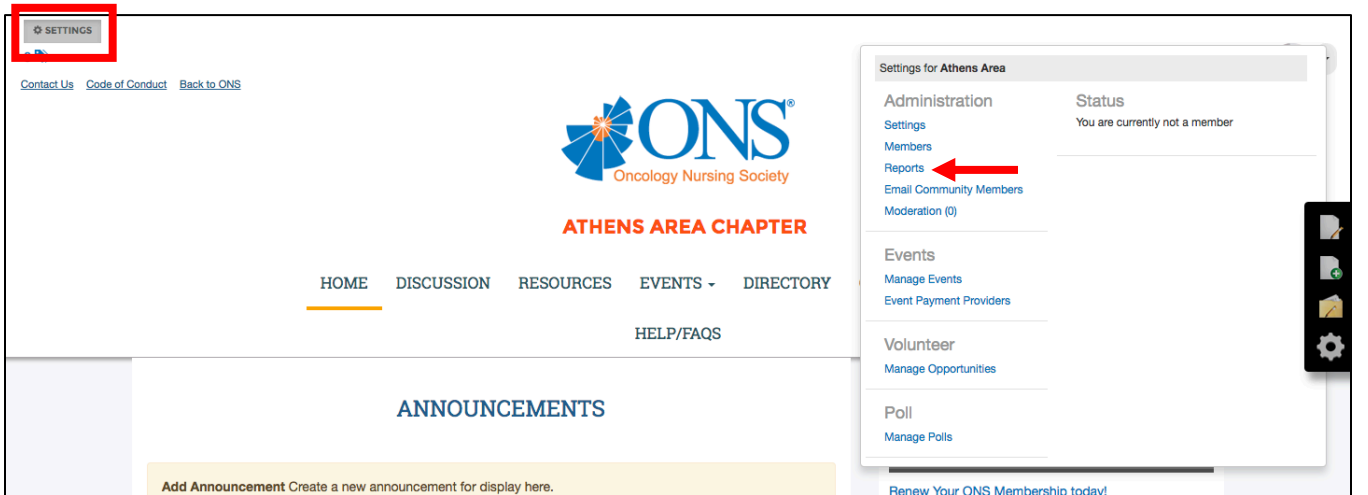 SETTINGS
Contact Us Code of Conduct Back to ONS
ONS®
Oncology Nursing Society
ATHENS AREA CHAPTER
HOME DISCUSSION RESOURCES EVENTS DIRECTORY
HELP/FAQS
Settings for Athens Area
Administration
Settings
Members
Reports
Email Community Members
Moderation (0)
Status
You are currently not a member
Events
Manage Events
Event Payment Providers
Volunteer
Manage Opportunities
Poll
Manage Polls
ANNOUNCEMENTS
Add Announcement Create a new announcement for display here.
Renew Your ONS Membership today!